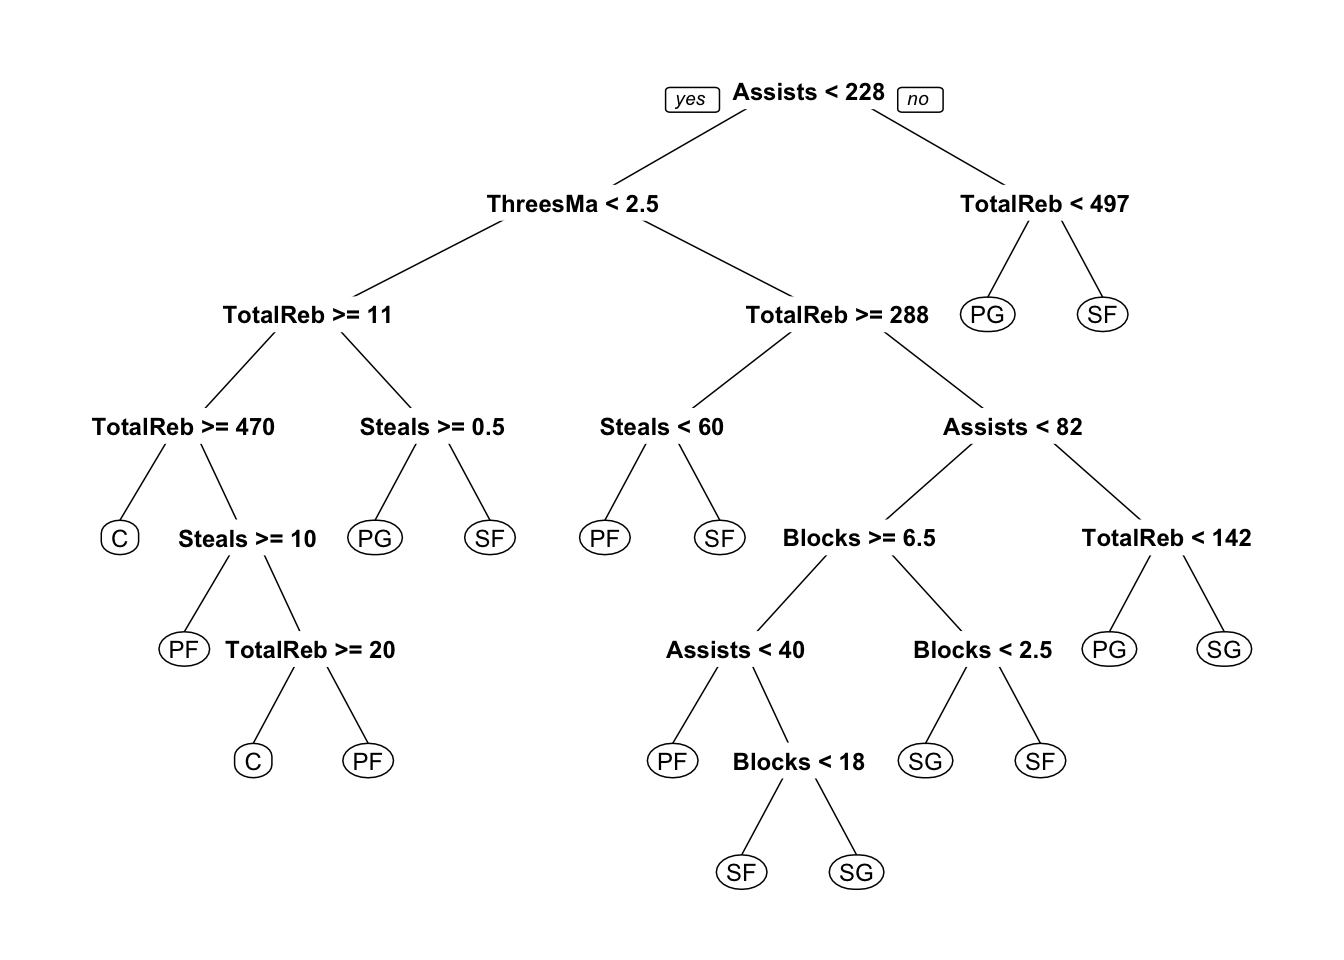 yes Assists < 228 no
ThreesMa < 2.5 TotalReb < 497
TotalReb >= 11 TotalReb >= 288 PG SF
TotalReb >= 470 Steals >= 0.5 Steals < 60 Assists < 82
C Steals >= 10 PG SF PF SF Blocks >= 6.5 TotalReb < 142
PF TotalReb >= 20 Assists < 40 Blocks < 2.5 PG SG
C PF PF Blocks < 18 SG SF
SF SG